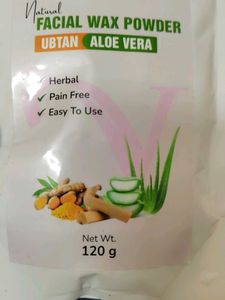 Natural
FACIAL WAX POWDER
UBTAN ALOE VERA
Herbal
Pain Free
Easy To Use
Net Wt.
120 g